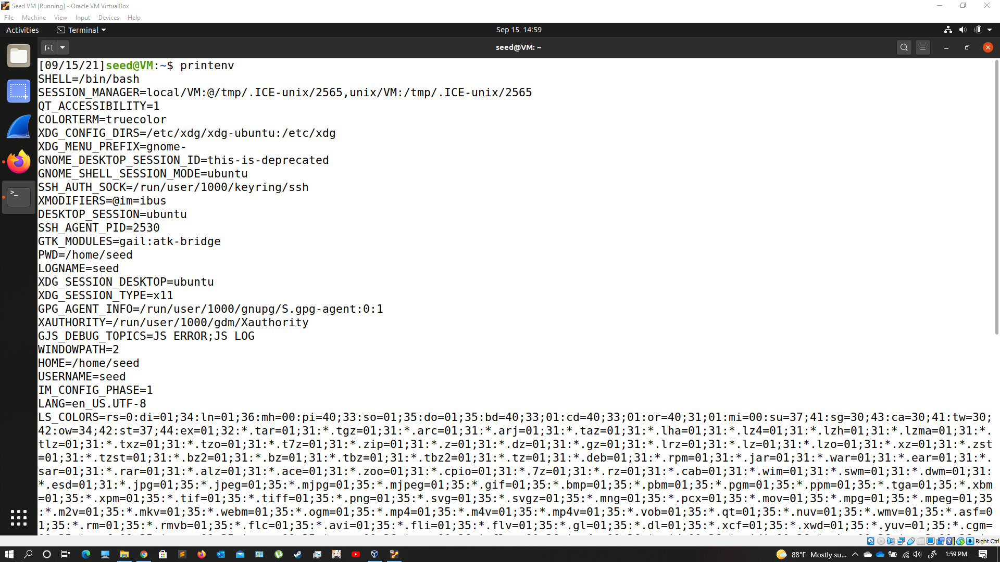 Seed VM [Running] - Oracle VM VirtualBox
File Machine View Input Devices Help
Activities Terminal Sep 15 14:59
seed@VM: ~
[09/15/21]seed@VM:~$ printenv
SHELL=/bin/bash
SESSION_MANAGER=local/VM:@/tmp/.ICE-unix/2565,unix/VM:/tmp/.ICE-unix/2565
QT_ACCESSIBILITY=1
COLORTERM=truecolor
XDG_CONFIG_DIRS=/etc/xdg/xdg-ubuntu:/etc/xdg
XDG_MENU_PREFIX=gnome-
GNOME_DESKTOP_SESSION_ID=this-is-deprecated
GNOME_SHELL_SESSION_MODE=ubuntu
SSH_AUTH_SOCK=/run/user/1000/keyring/ssh
XMODIFIERS=@im=ibus
DESKTOP_SESSION=ubuntu
SSH_AGENT_PID=2530
GTK_MODULES=gail:atk-bridge
PWD=/home/seed
LOGNAME=seed
XDG_SESSION_DESKTOP=ubuntu
XDG_SESSION_TYPE=x11
GPG_AGENT_INFO=/run/user/1000/gnupg/S.gpg-agent:0:1
XAUTHORITY=/run/user/1000/gdm/Xauthority
GJS_DEBUG_TOPICS=JS ERROR;JS LOG
WINDOWPATH=2
HOME=/home/seed
USERNAME=seed
IM_CONFIG_PHASE=1
LANG=en_US.UTF-8
LS_COLORS=rs=0:di=01;34:ln=01;36:mh=00:pi=40;33:so=01;35:do=01;35:bd=40;33;01:cd=40;33;01:or=40;31;01:mi=00:su=37;41:sg=30;43:ca=30;41:tw=30;
42:ow=34;42:st=37;44:ex=01;32:*.tar=01;31:*.tgz=01;31:*.arc=01;31:*.arj=01;31:*.taz=01;31:*.lha=01;31:*.lz4=01;31:*.lzh=01;31:*.lzma=01;31:*.
tlz=01;31:*.txz=01;31:*.tzo=01;31:*.t7z=01;31:*.zip=01;31:*.z=01;31:*.dz=01;31:*.gz=01;31:*.lrz=01;31:*.lz=01;31:*.lzo=01;31:*.xz=01;31:*.zst
=01;31:*.tzst=01;31:*.bz2=01;31:*.bz=01;31:*.tbz=01;31:*.tbz2=01;31:*.tz=01;31:*.deb=01;31:*.rpm=01;31:*.jar=01;31:*.war=01;31:*.ear=01;31:*.
sar=01;31:*.rar=01;31:*.alz=01;31:*.ace=01;31:*.zoo=01;31:*.cpio=01;31:*.7z=01;31:*.rz=01;31:*.cab=01;31:*.wim=01;31:*.swm=01;31:*.dwm=01;31:
*.esd=01;31:*.jpg=01;35:*.jpeg=01;35:*.mjpg=01;35:*.mjpeg=01;35:*.gif=01;35:*.bmp=01;35:*.pbm=01;35:*.pgm=01;35:*.ppm=01;35:*.tga=01;35:*.xbm
=01;35:*.xpm=01;35:*.tif=01;35:*.tiff=01;35:*.png=01;35:*.svg=01;35:*.svgz=01;35:*.mng=01;35:*.pcx=01;35:*.mov=01;35:*.mpg=01;35:*.mpeg=01;35
:*.m2v=01;35:*.mkv=01;35:*.webm=01;35:*.ogm=01;35:*.mp4=01;35:*.m4v=01;35:*.mp4v=01;35:*.vob=01;35:*.qt=01;35:*.nuv=01;35:*.wmv=01;35:*.asf=0
1;35:*.rm=01;35:*.rmvb=01;35:*.flc=01;35:*.avi=01;35:*.fli=01;35:*.flv=01;35:*.gl=01;35:*.dl=01;35:*.xcf=01;35:*.xwd=01;35:*.yuv=01;35:*.cgm=
Right Ctrl
88°F Mostly su... 1:59 PM